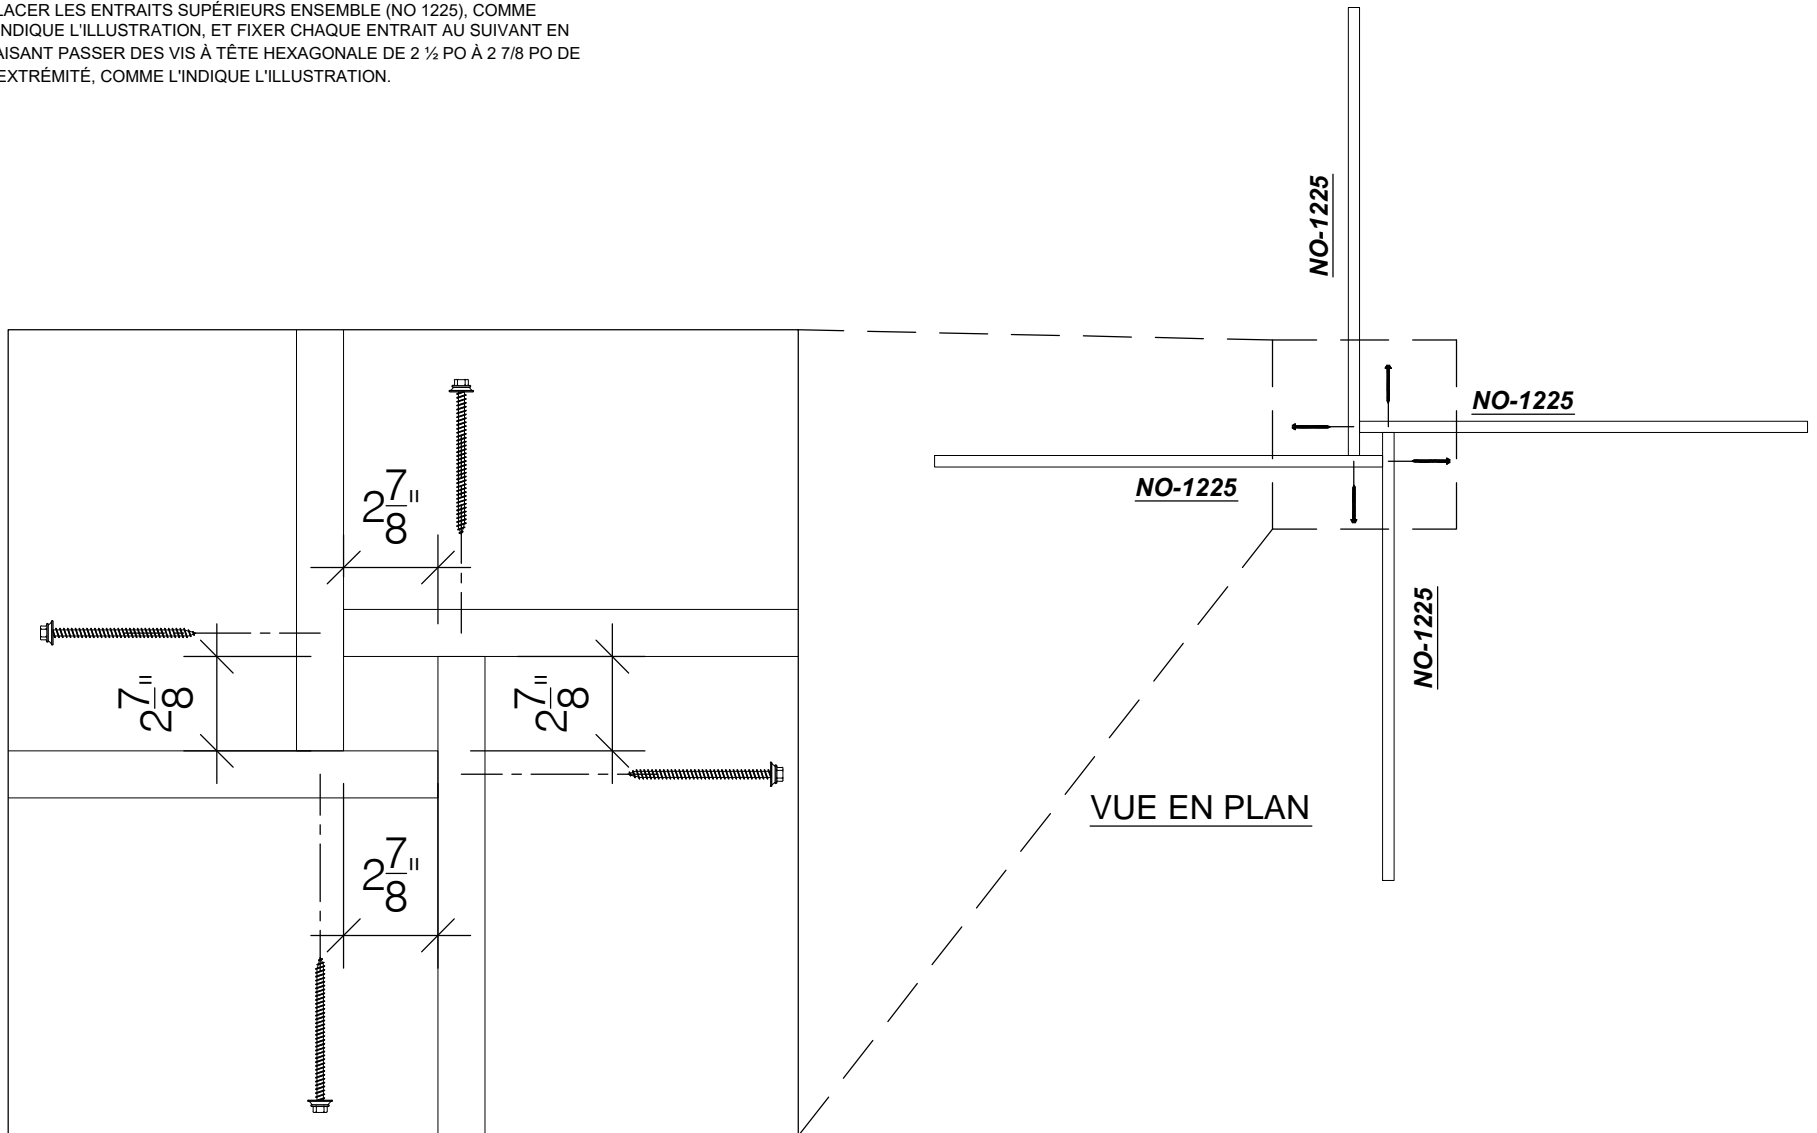 LACER LES ENTRAITS SUPÉRIEURS ENSEMBLE (NO 1225), COMME
INDIQUE L'ILLUSTRATION, ET FIXER CHAQUE ENTRAIT AU SUIVANT EN
AISANT PASSER DES VIS À TÊTE HEXAGONALE DE 2 ½ PO À 2 7/8 PO DE
EXTRÉMITÉ, COMME L'INDIQUE L'ILLUSTRATION.
NO-1225
NO-1225
NO-1225
NO-1225
2 7/8"
2 7/8"
2 7/8"
2 7/8"
VUE EN PLAN